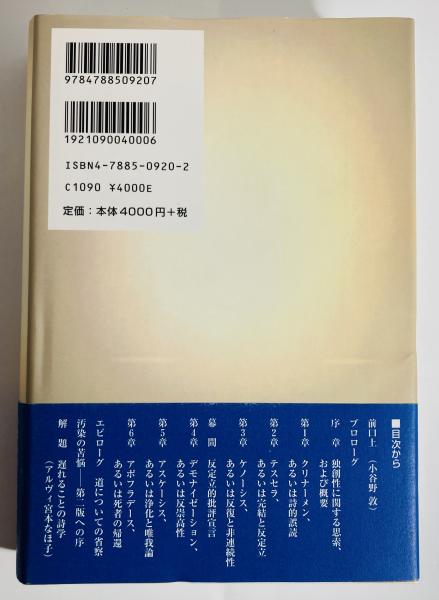 9784788509207
1921090040006
ISBN4-7885-0920-2
C1090 ¥4000E
定価：本体4000円＋税
■目次から
前口上（小谷野 敦）
プロローグ
序　章　独創性に関する思索、
および概要
第1章　クリナーメン、
あるいは詩的誤読
第2章　テスセラ、
あるいは完結と反定立
第3章　ケノーシス、
あるいは反復と非連続性
幕　間　反定立的批評宣言
第4章　デモナイゼーション、
あるいは反崇高性
第5章　アスケーシス、
あるいは浄化と唯我論
第6章　アポフラデース、
あるいは死者の帰還
エピローグ　道についての省察
汚染の苦悩――第二版への序
解　題　遅れることの詩学
（アルヴィ宮本なほ子）